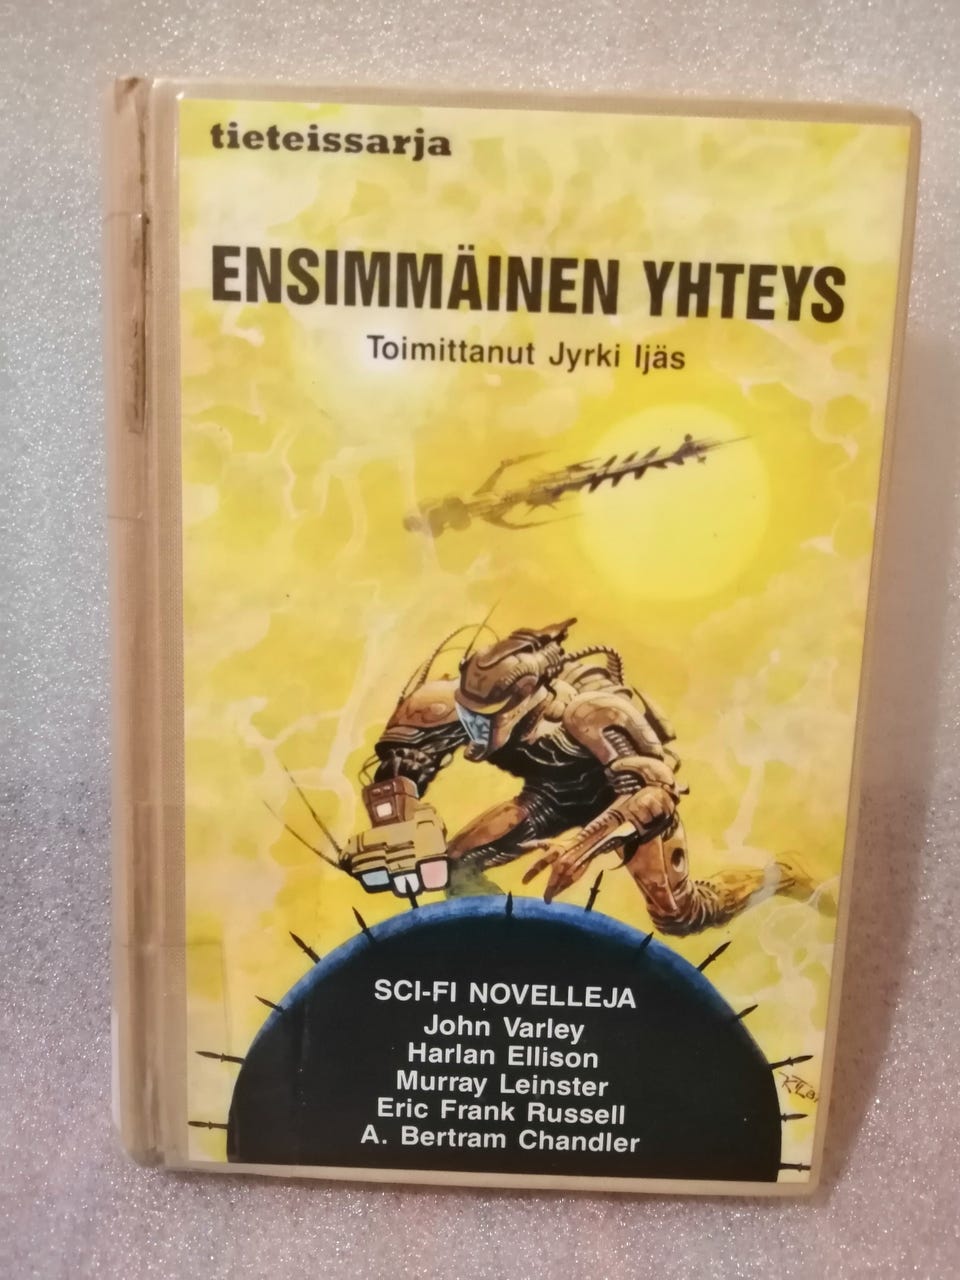 tieteissarja
ENSIMMÄINEN YHTEYS
Toimittanut Jyrki Ijäs
SCI-FI NOVELLEJA
John Varley
Harlan Ellison
Murray Leinster
Eric Frank Russell
A. Bertram Chandler